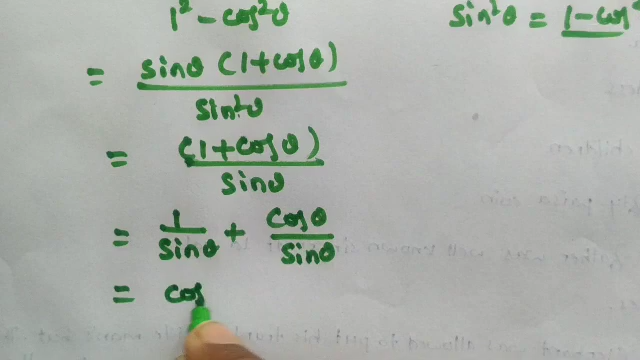 1² - cos²θ
sin²θ = 1 - cos
= sinθ (1 + cosθ)
sin²θ
= (1 + cosθ)
sinθ
= 1/sinθ + cosθ/sinθ
= cos